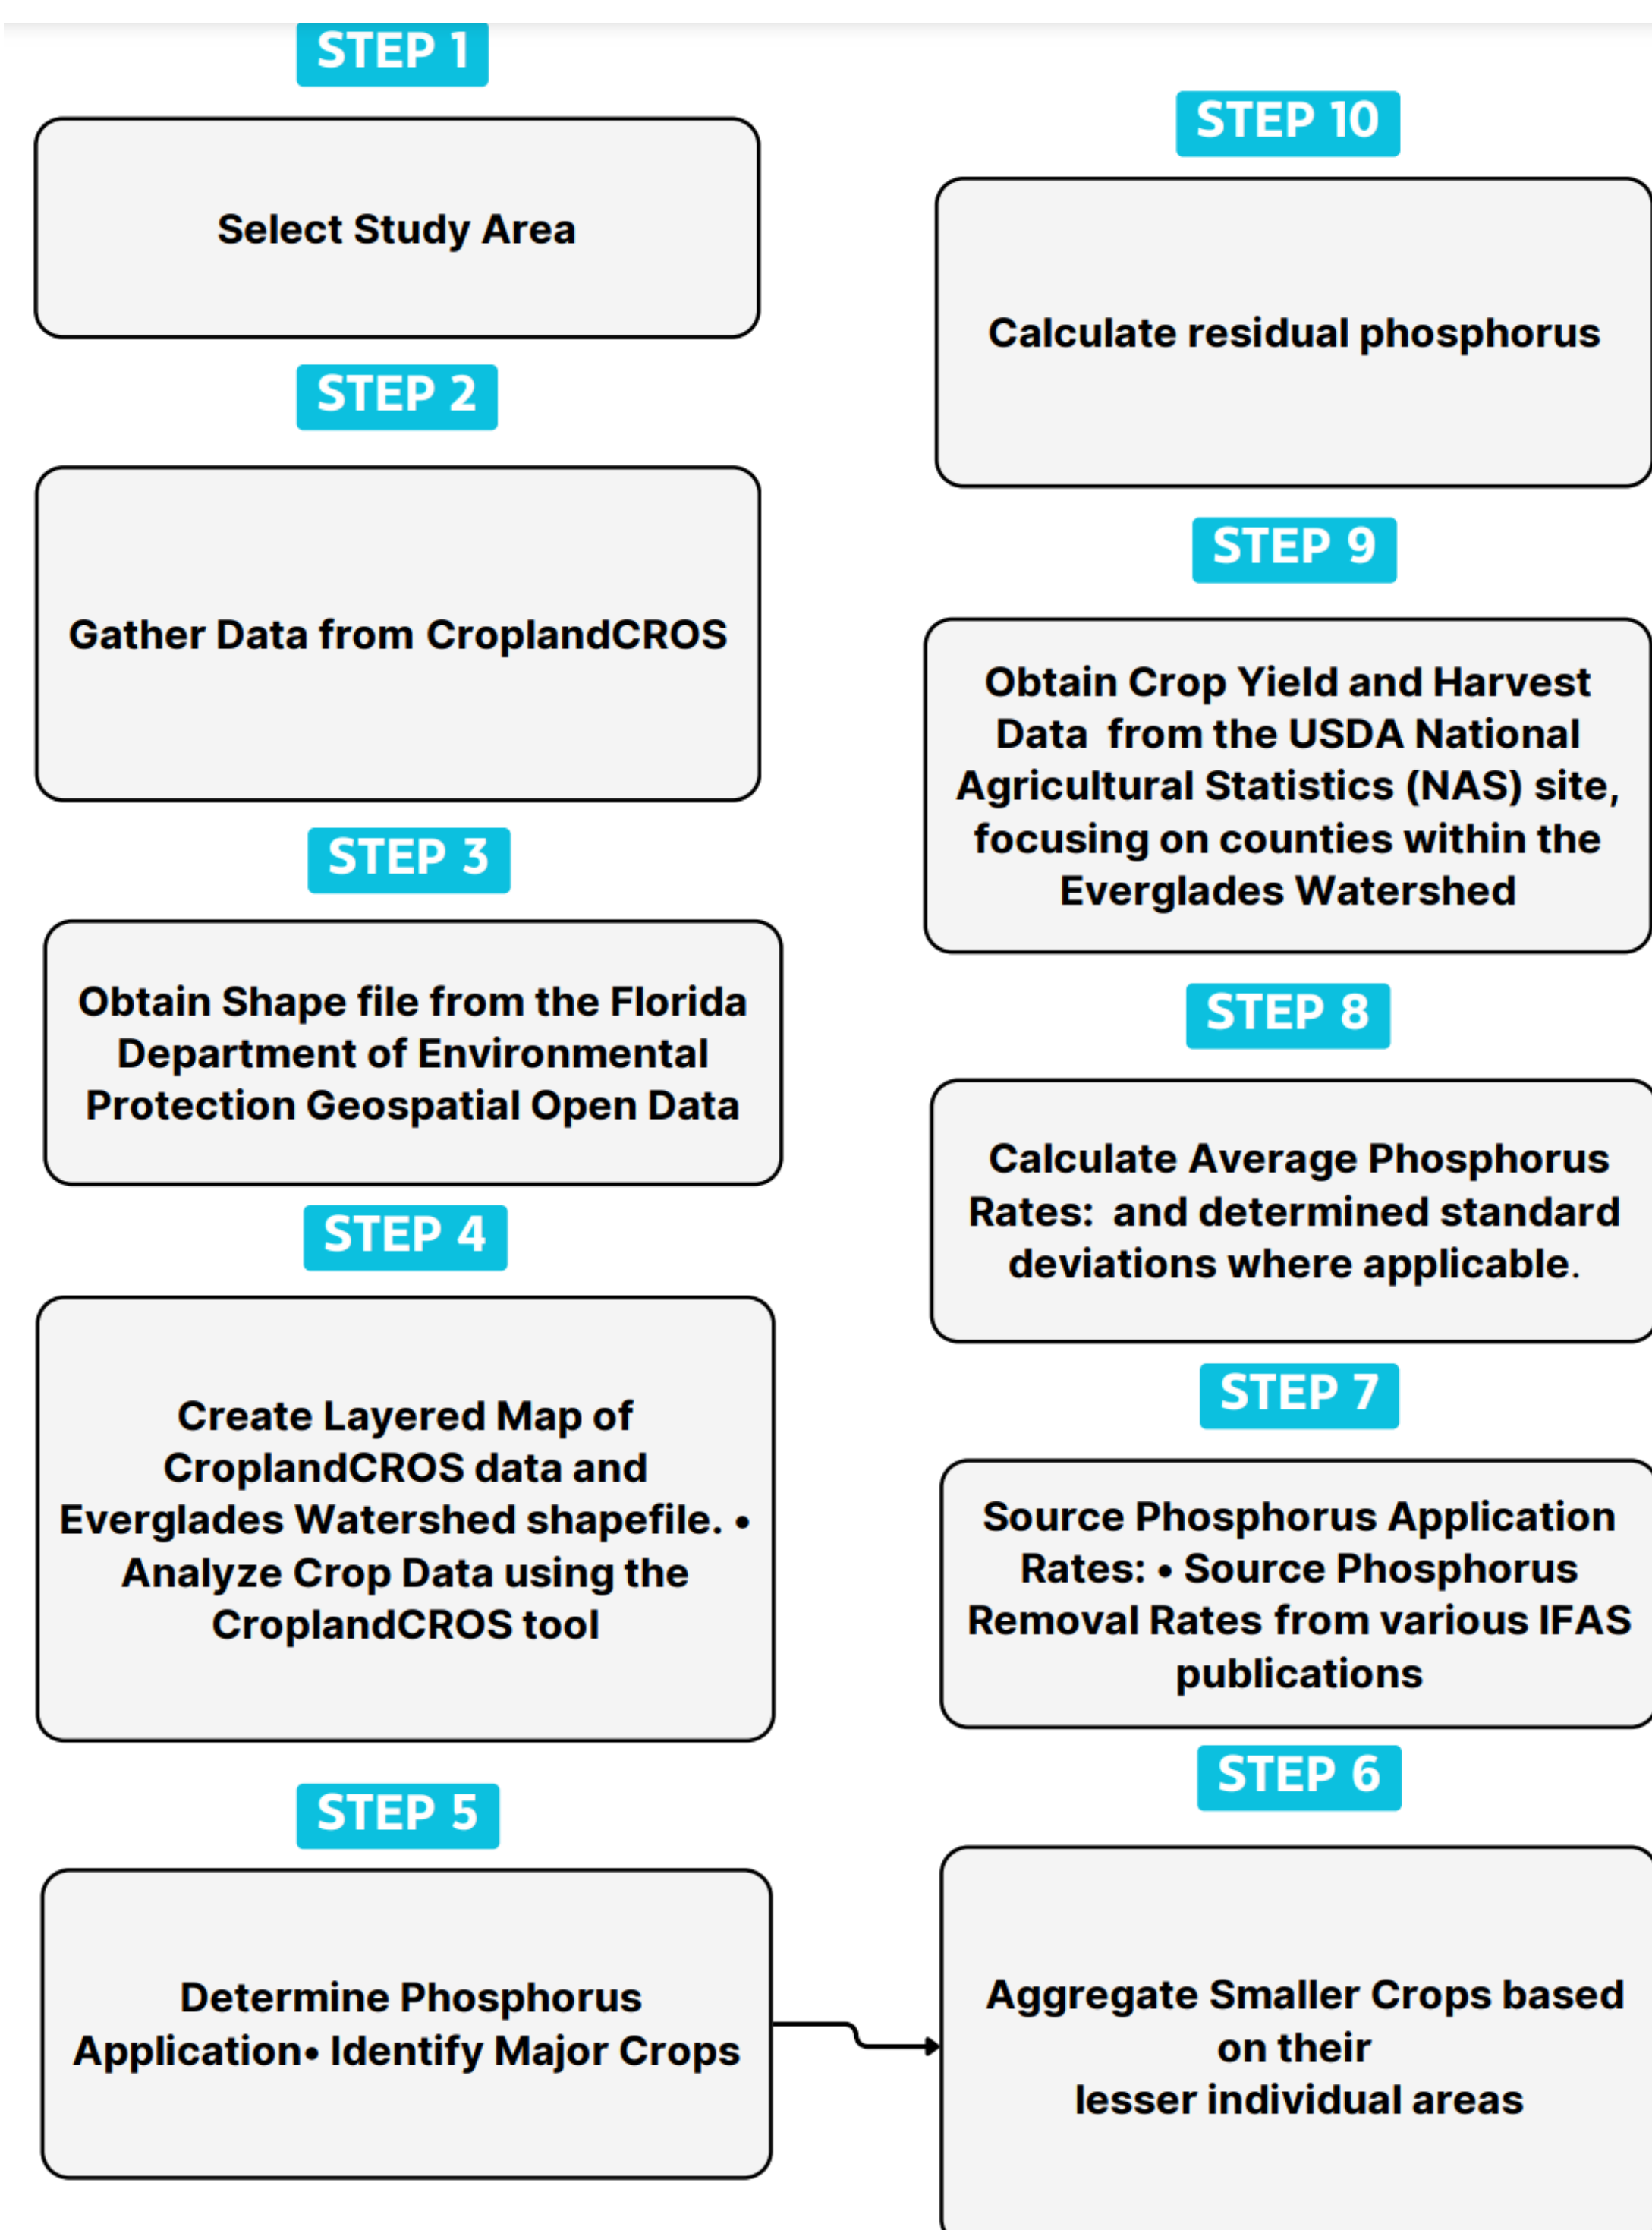 STEP 1
Select Study Area
STEP 2
Gather Data from CroplandCROS
STEP 3
Obtain Shape file from the Florida
Department of Environmental
Protection Geospatial Open Data
STEP 4
Create Layered Map of
CroplandCROS data and
Everglades Watershed shapefile. •
Analyze Crop Data using the
CroplandCROS tool
STEP 5
Determine Phosphorus
Application• Identify Major Crops
STEP 6
Aggregate Smaller Crops based
on their
lesser individual areas
STEP 7
Source Phosphorus Application
Rates: • Source Phosphorus
Removal Rates from various IFAS
publications
STEP 8
Calculate Average Phosphorus
Rates:  and determined standard
deviations where applicable.
STEP 9
Obtain Crop Yield and Harvest
Data  from the USDA National
Agricultural Statistics (NAS) site,
focusing on counties within the
Everglades Watershed
STEP 10
Calculate residual phosphorus